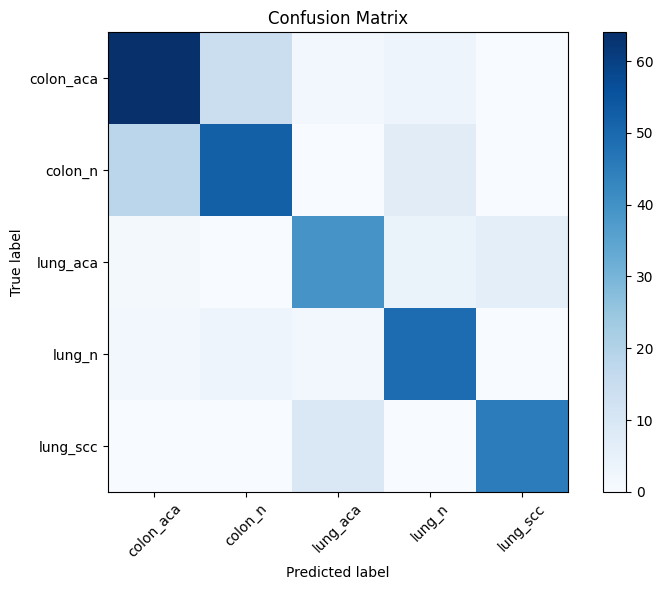 Confusion Matrix
True label
colon_aca
colon_n
lung_aca
lung_n
lung_scc
colon_aca
colon_n
lung_aca
lung_n
lung_scc
Predicted label
60
50
40
30
20
10
0